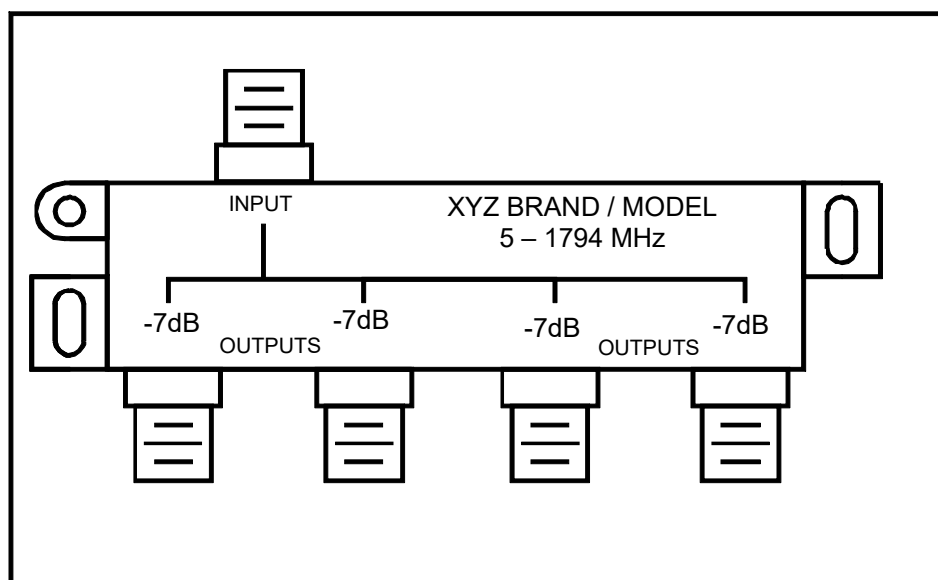 INPUT
XYZ BRAND / MODEL
5 – 1794 MHz
-7dB
-7dB
-7dB
-7dB
OUTPUTS
OUTPUTS